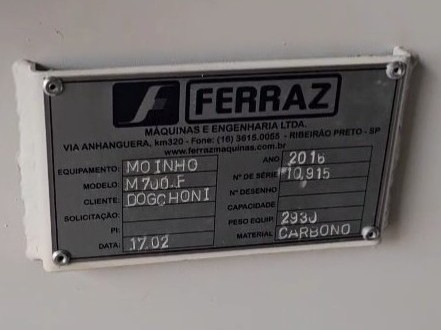 FERRAZ
MÁQUINAS E ENGENHARIA LTDA.
VIA ANHANGUERA, km320 - Fone: (16) 3615.0055 - RIBEIRÃO PRETO - SP
www.ferrazmaquinas.com.br
EQUIPAMENTO: MOINHO
MODELO: M700.F
CLIENTE: DOGCHONI
SOLICITAÇÃO:
PI:
DATA: 17.02
ANO 2016
Nº DE SÉRIE 10.915
Nº DESENHO
CAPACIDADE
PESO EQUIP. 2930
MATERIAL CARBONO